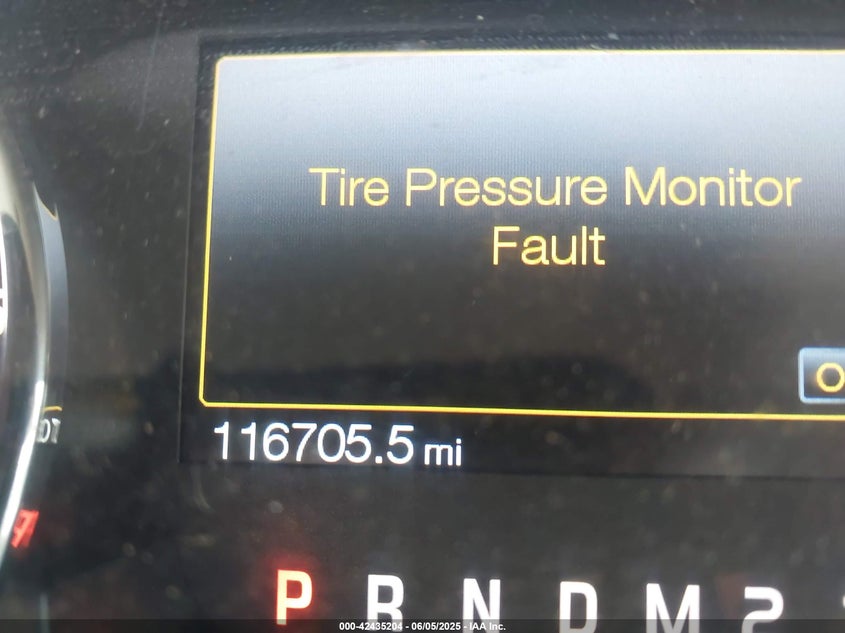 Tire Pressure Monitor
Fault
116705.5 mi
P R N D M 2
000-42435204 - 06/05/2025 - IAA Inc.